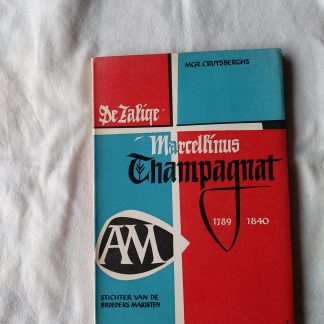 MGR. CRUYSBERGHS
De Zalige
Marcellinus
Champagnat
1789 1840
AM
STICHTER VAN DE
BROEDERS MARISTEN